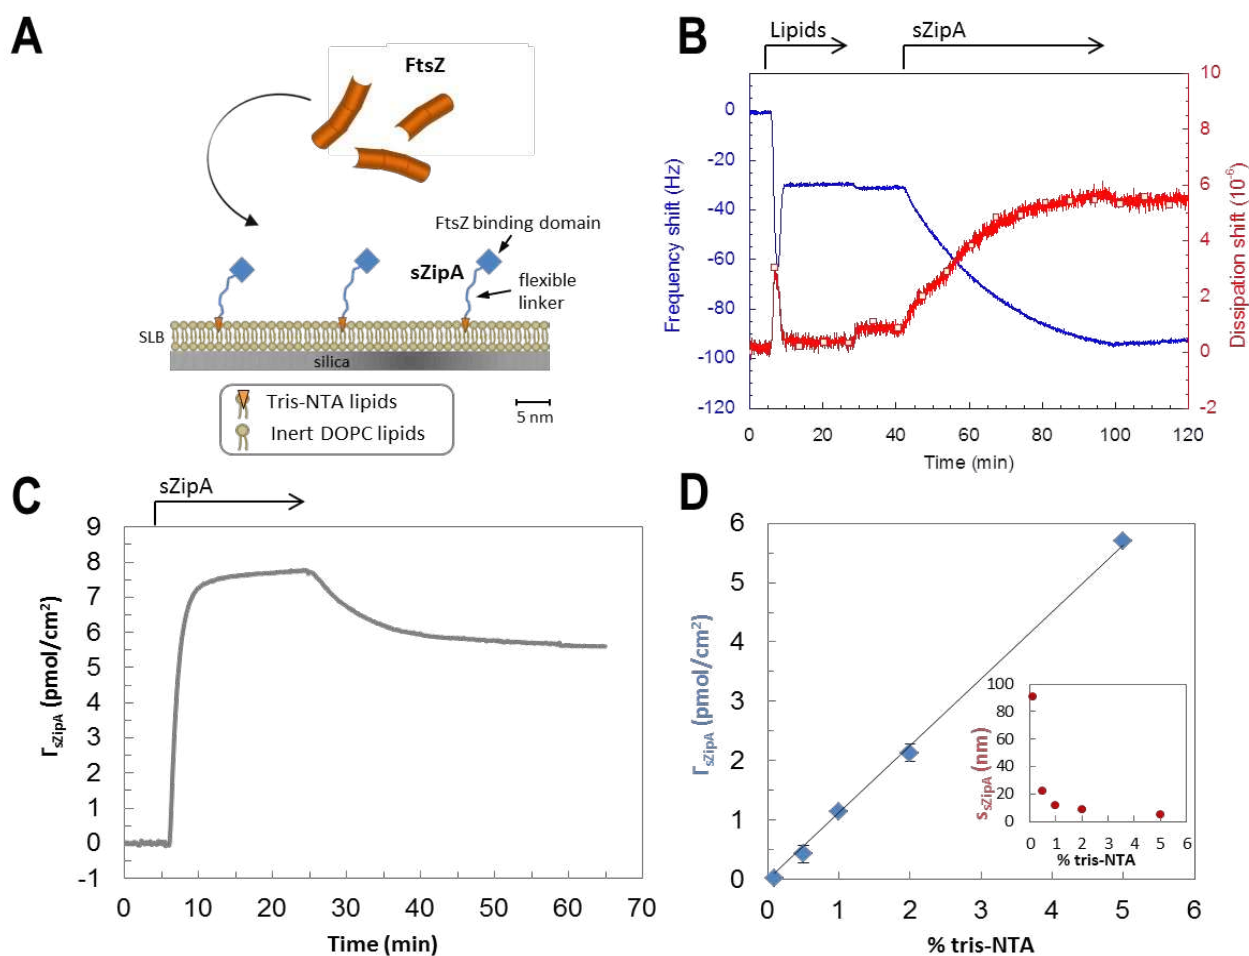 A
FtsZ
FtsZ binding domain
sZipA
flexible
linker
SLB
silica
Tris-NTA lipids
Inert DOPC lipids
5 nm
B
Lipids
sZipA
0
-20
-40
-60
-80
-100
-120
Frequency shift (Hz)
10
8
6
4
2
0
-2
Dissipation shift (10⁻⁶)
0 20 40 60 80 100 120
Time (min)
C
sZipA
9
8
7
6
5
4
3
2
1
0
-1
ΓsZipA (pmol/cm²)
0 10 20 30 40 50 60 70
Time (min)
D
6
5
4
3
2
1
0
ΓsZipA (pmol/cm²)
0 1 2 3 4 5 6
% tris-NTA
100
80
60
40
20
0
SsZipA (nm)
0 1 2 3 4 5 6
% tris-NTA